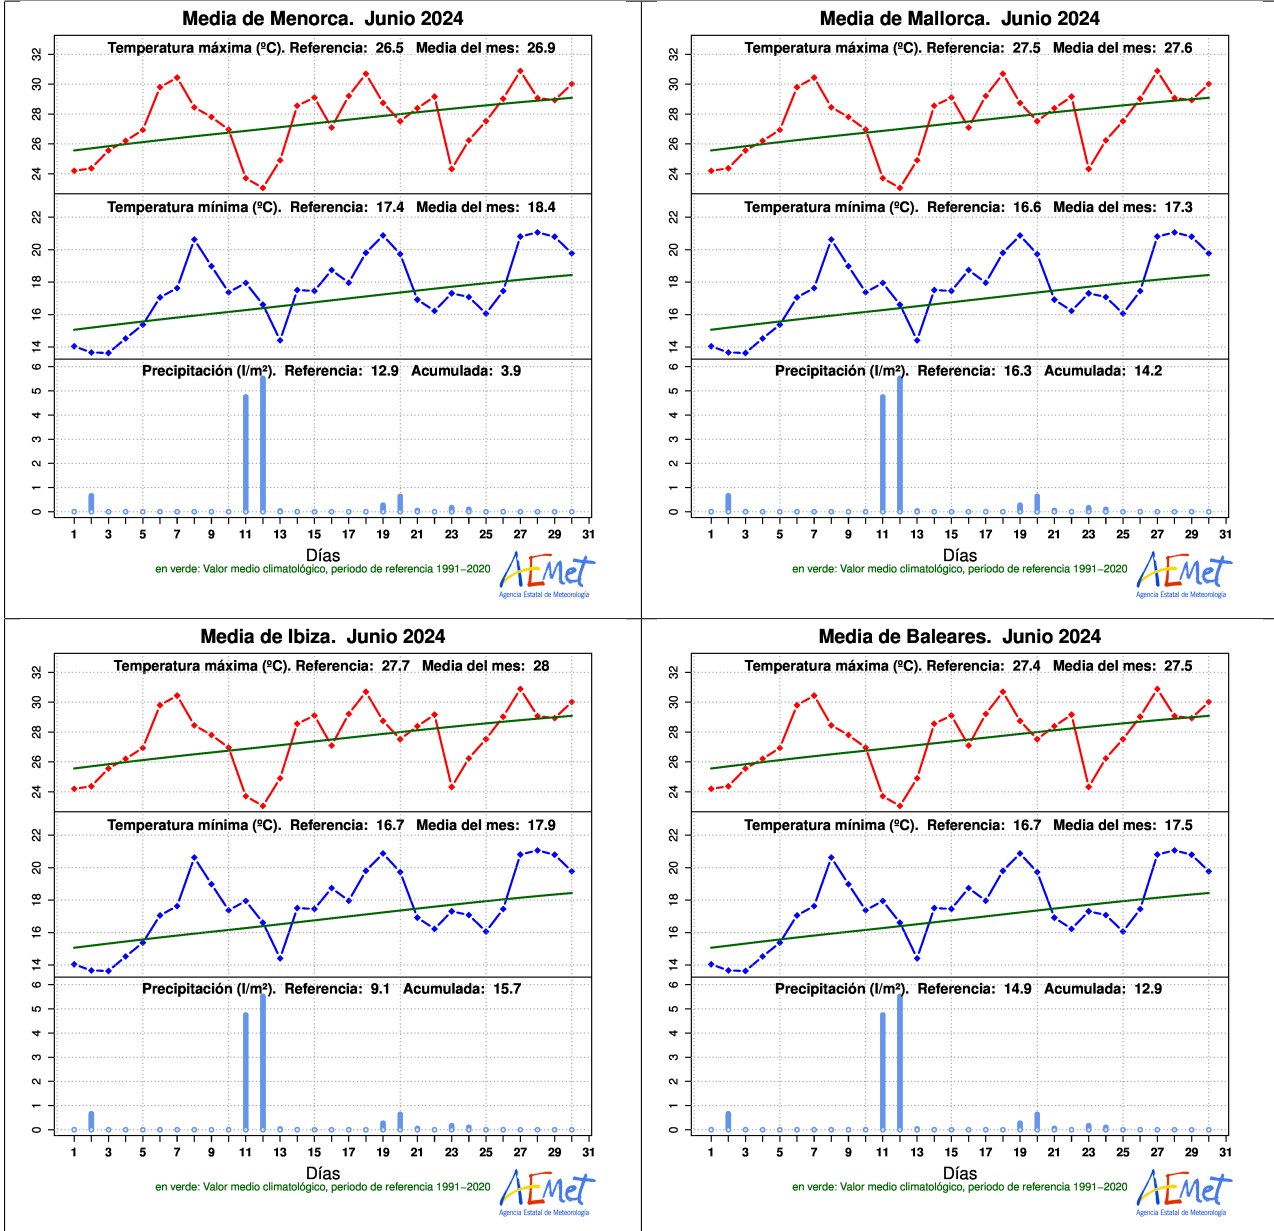 Media de Menorca.  Junio 2024
Temperatura máxima (ºC). Referencia:  26.5   Media del mes:  26.9
32
30
28
26
24
Temperatura mínima (ºC).  Referencia:  17.4   Media del mes:  18.4
22
20
18
16
14
Precipitación (l/m²).  Referencia:  12.9   Acumulada:  3.9
6
5
4
3
2
1
0
1 3 5 7 9 11 13 15 17 19 21 23 25 27 29 31
Días
en verde: Valor medio climatológico, periodo de referencia 1991−2020
AEMet
Agencia Estatal de Meteorología
Media de Mallorca.  Junio 2024
Temperatura máxima (ºC). Referencia:  27.5   Media del mes:  27.6
32
30
28
26
24
Temperatura mínima (ºC).  Referencia:  16.6   Media del mes:  17.3
22
20
18
16
14
Precipitación (l/m²).  Referencia:  16.3   Acumulada:  14.2
6
5
4
3
2
1
0
1 3 5 7 9 11 13 15 17 19 21 23 25 27 29 31
Días
en verde: Valor medio climatológico, periodo de referencia 1991−2020
AEMet
Agencia Estatal de Meteorología
Media de Ibiza.  Junio 2024
Temperatura máxima (ºC). Referencia:  27.7   Media del mes:  28
32
30
28
26
24
Temperatura mínima (ºC).  Referencia:  16.7   Media del mes:  17.9
22
20
18
16
14
Precipitación (l/m²).  Referencia:  9.1   Acumulada:  15.7
6
5
4
3
2
1
0
1 3 5 7 9 11 13 15 17 19 21 23 25 27 29 31
Días
en verde: Valor medio climatológico, periodo de referencia 1991−2020
AEMet
Agencia Estatal de Meteorología
Media de Baleares.  Junio 2024
Temperatura máxima (ºC). Referencia:  27.4   Media del mes:  27.5
32
30
28
26
24
Temperatura mínima (ºC).  Referencia:  16.7   Media del mes:  17.5
22
20
18
16
14
Precipitación (l/m²).  Referencia:  14.9   Acumulada:  12.9
6
5
4
3
2
1
0
1 3 5 7 9 11 13 15 17 19 21 23 25 27 29 31
Días
en verde: Valor medio climatológico, periodo de referencia 1991−2020
AEMet
Agencia Estatal de Meteorología